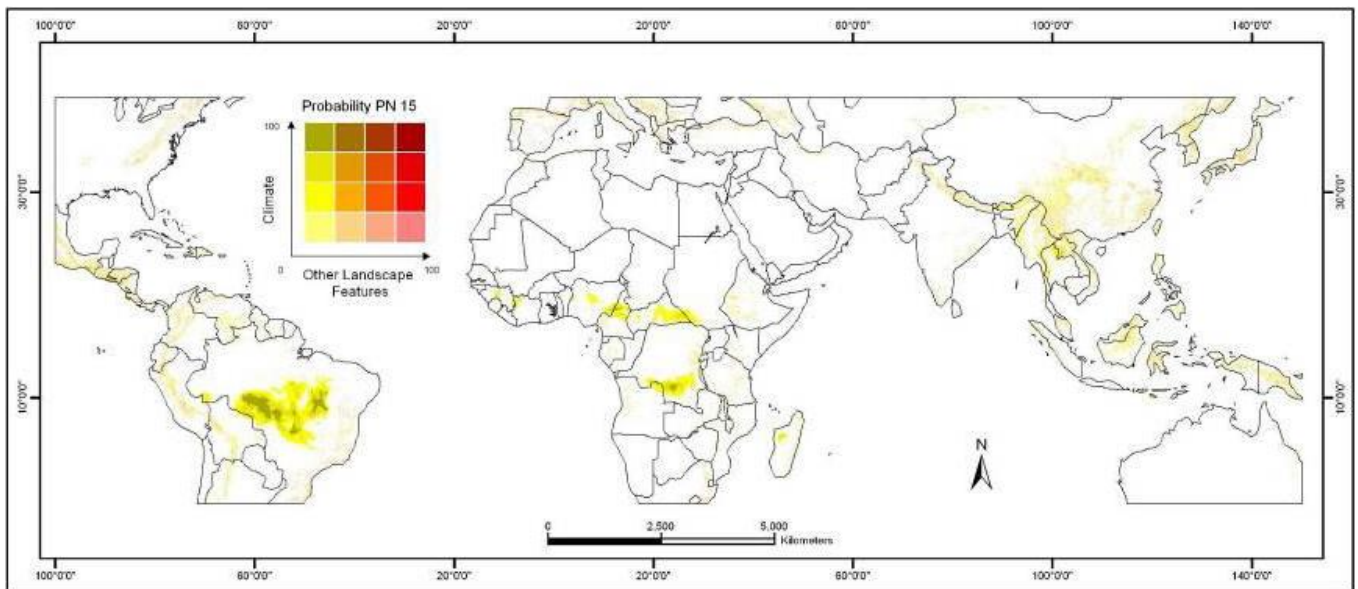 100°0'0" 60°0'0" 20°0'0" 20°0'0" 60°0'0" 100°0'0" 140°0'0"
Probability PN 15
100
Climate
0 100
Other Landscape
Features
30°0'0" 30°0'0"
10°0'0" 10°0'0"
N
0 2,500 5,000
Kilometers
100°0'0" 60°0'0" 20°0'0" 20°0'0" 60°0'0" 100°0'0" 140°0'0"